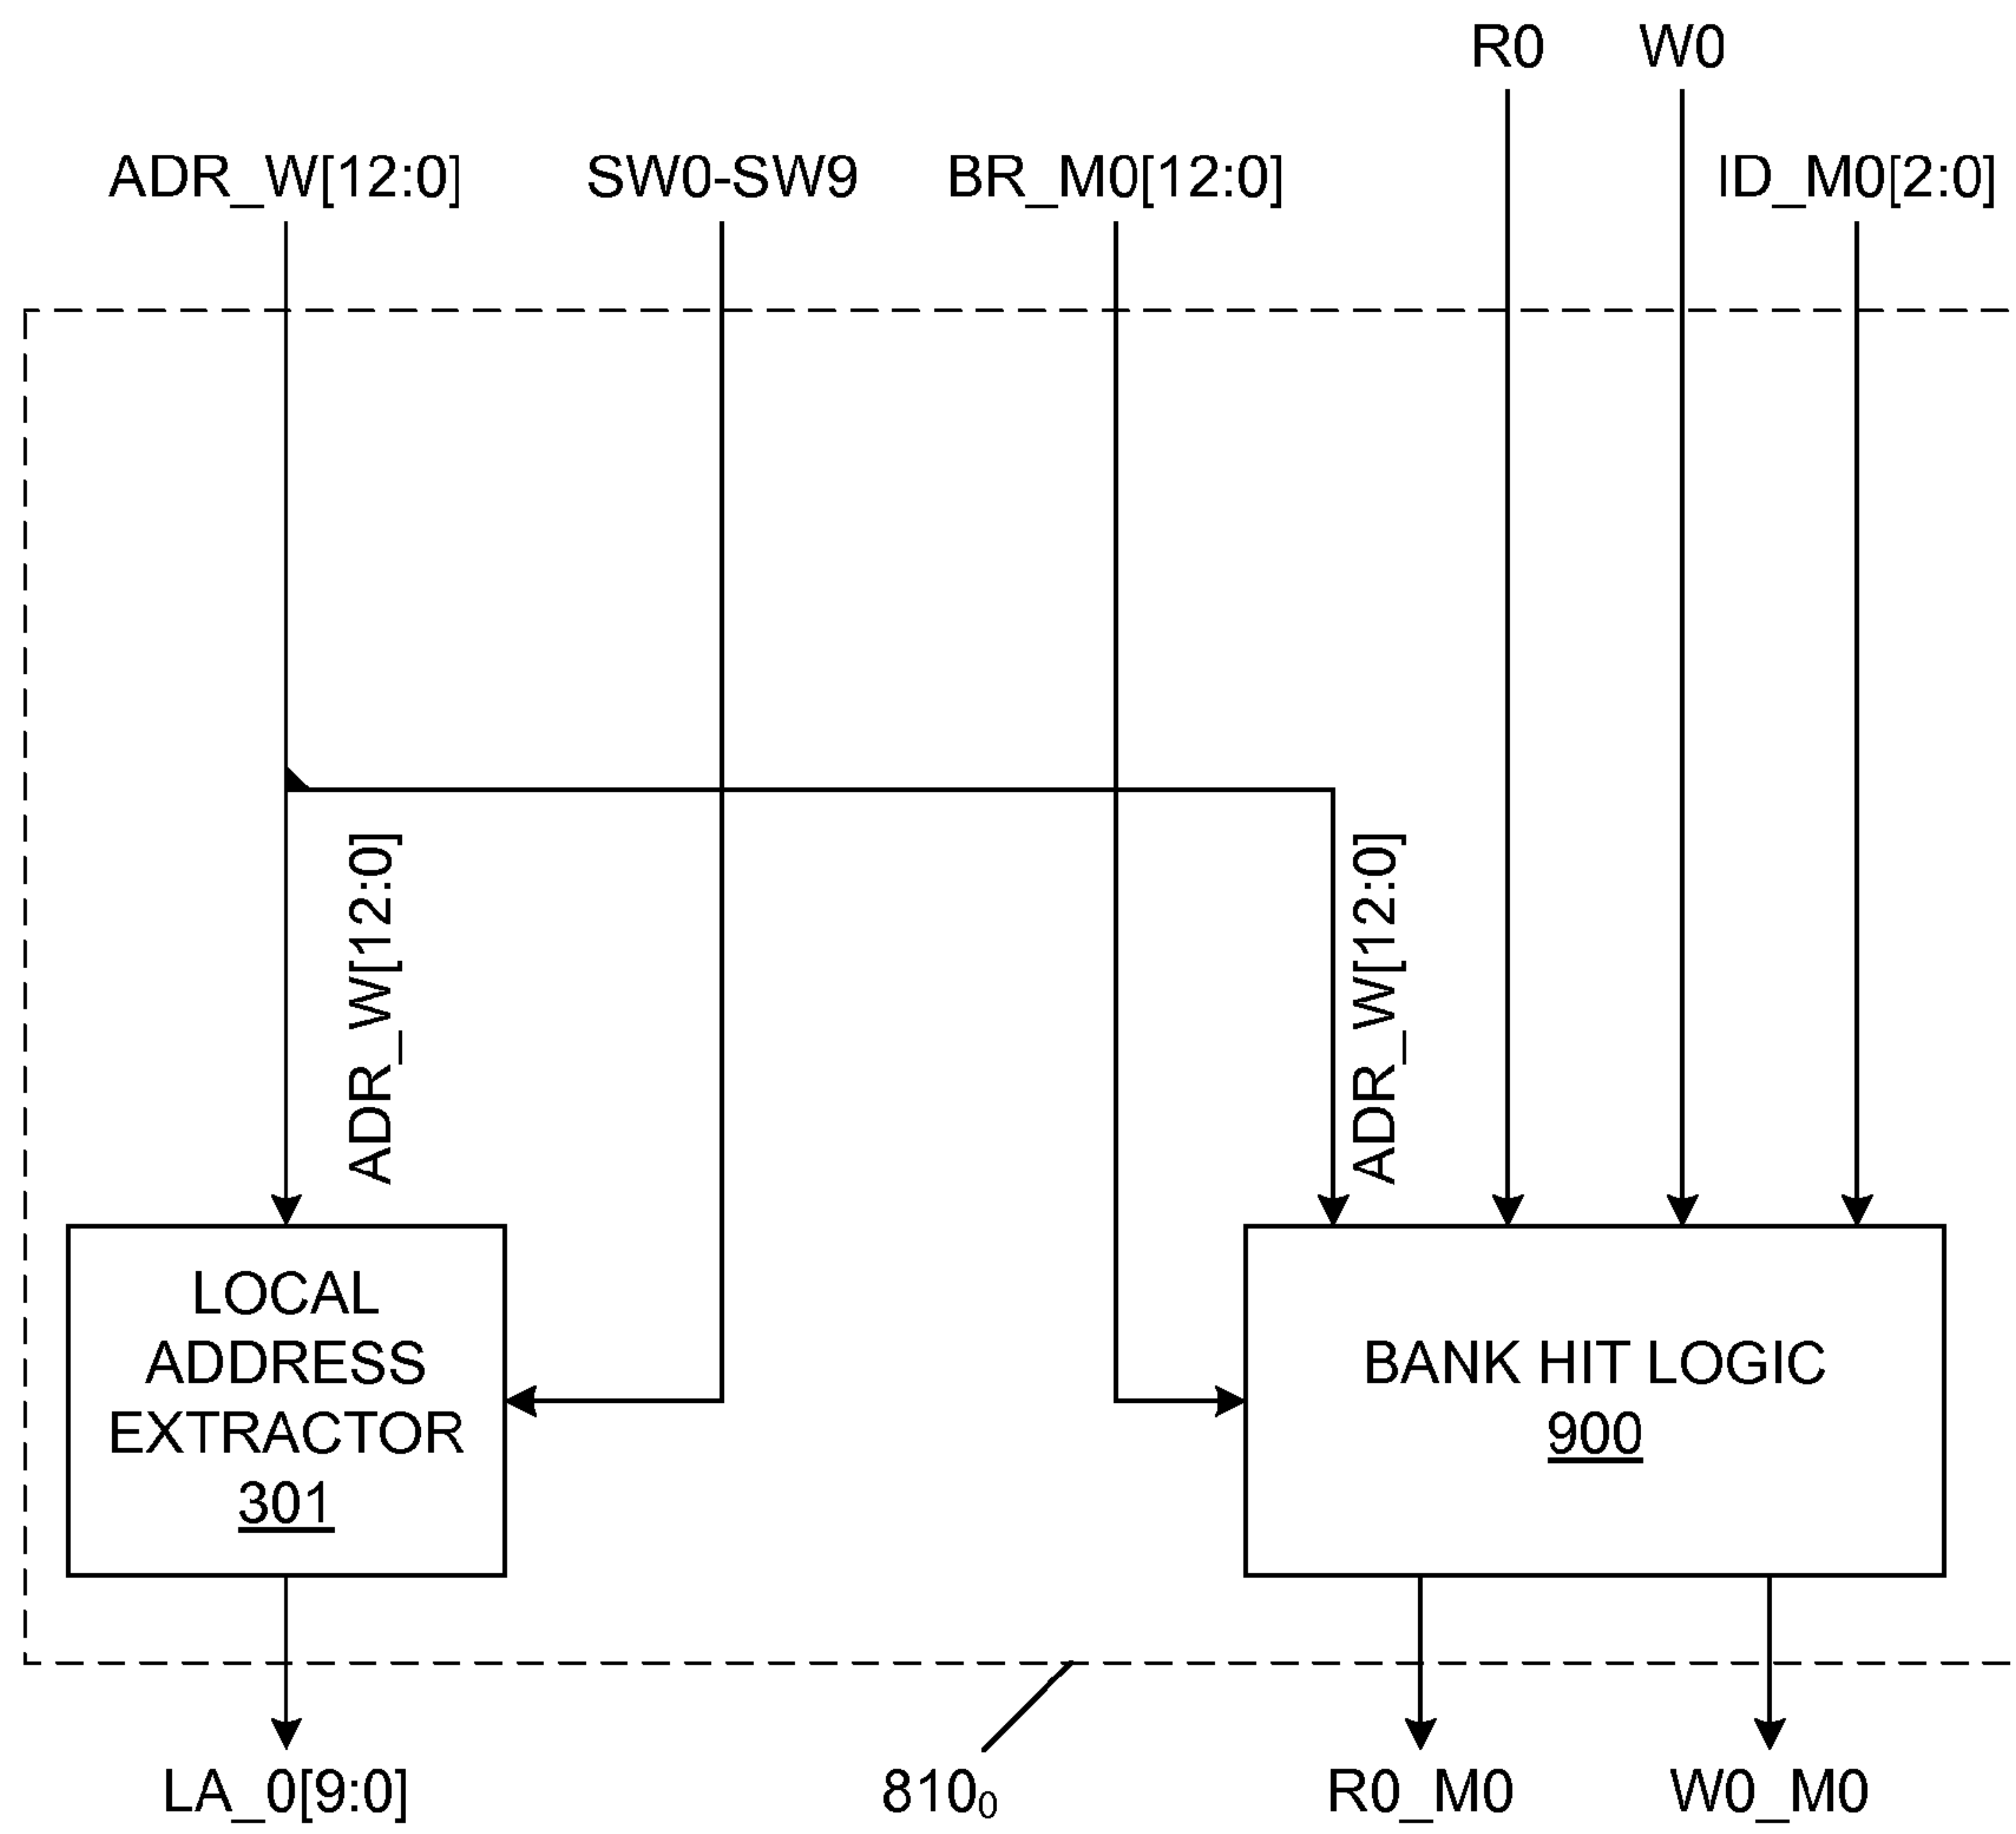 R0 W0
ADR_W[12:0] SW0-SW9 BR_M0[12:0] ID_M0[2:0]
ADR_W[12:0]
ADR_W[12:0]
LOCAL
ADDRESS
EXTRACTOR
301
BANK HIT LOGIC
900
LA_0[9:0] 810₀ R0_M0 W0_M0